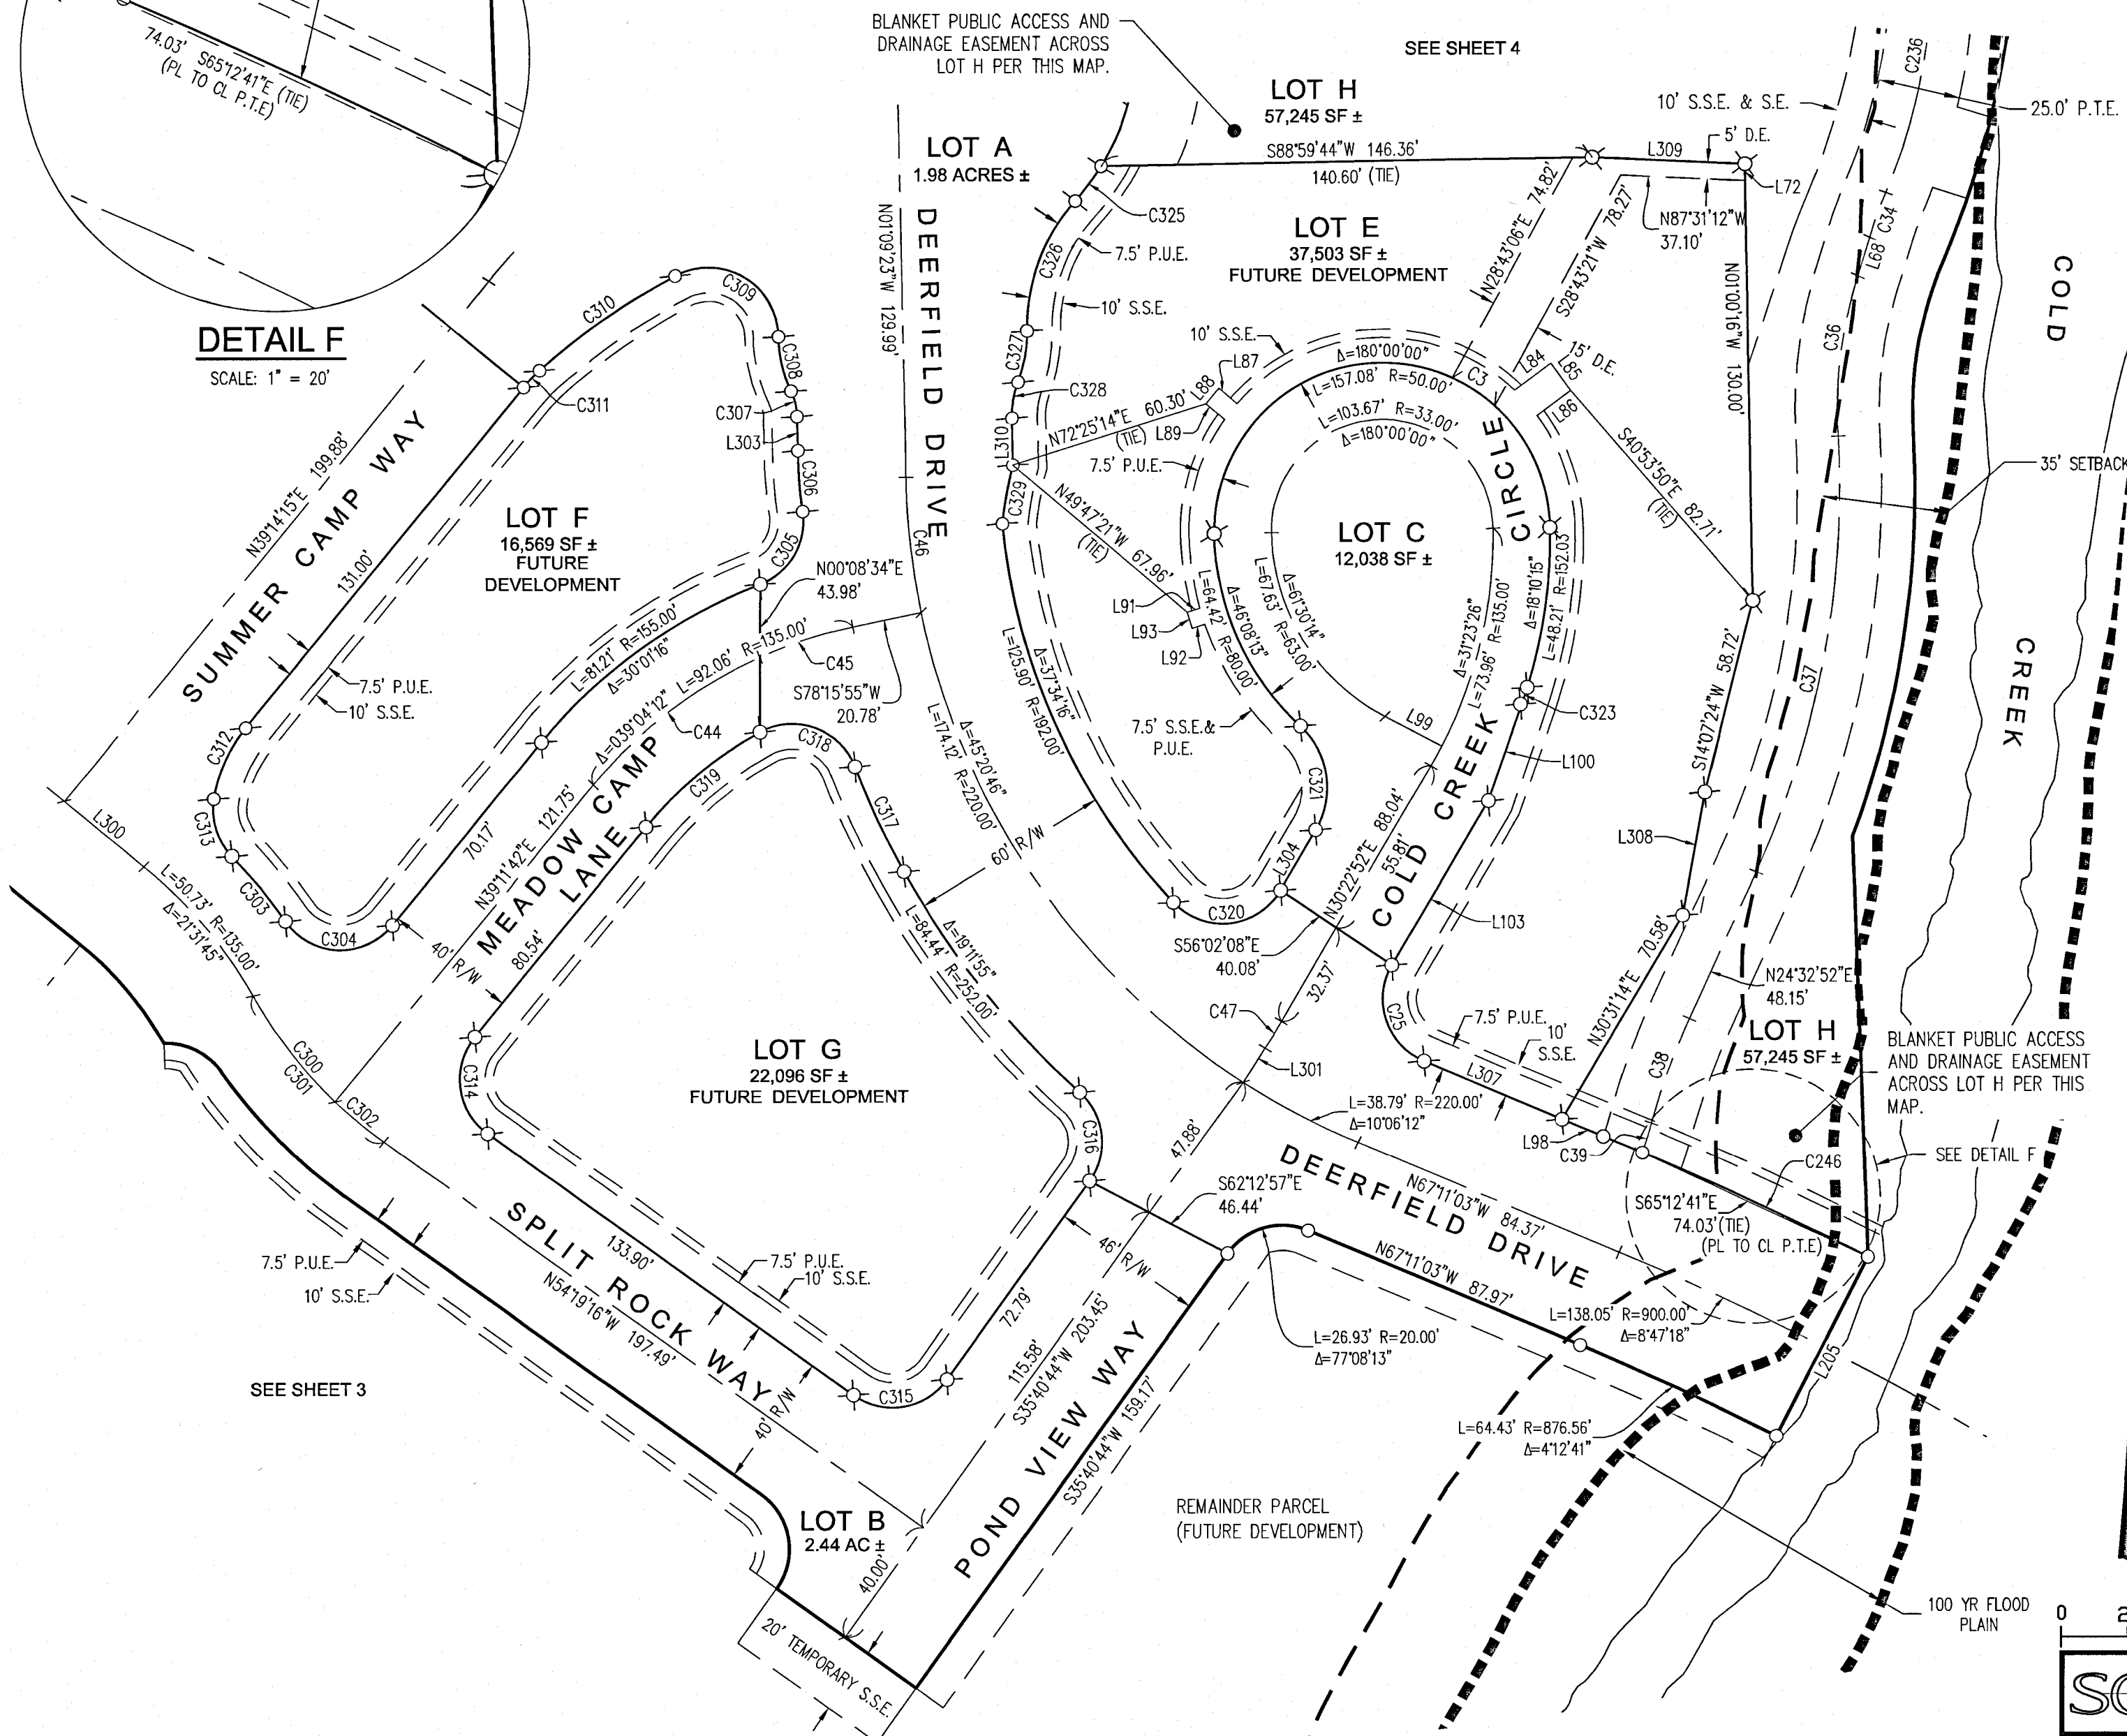 74.03' S65°12'41"E (TIE)
(PL TO CL P.T.E)
DETAIL F
SCALE: 1" = 20'
BLANKET PUBLIC ACCESS AND
DRAINAGE EASEMENT ACROSS
LOT H PER THIS MAP.
SEE SHEET 4
LOT H
57,245 SF ±
10' S.S.E. & S.E.
C236
25.0' P.T.E.
LOT A
1.98 ACRES ±
S88°59'44"W 146.36'
140.60' (TIE)
L309
5' D.E.
L72
N87°31'12"W
37.10'
C325
C326
7.5' P.U.E.
10' S.S.E.
LOT E
37,503 SF ±
FUTURE DEVELOPMENT
N28°43'06"E 74.82'
S28°43'21"W 78.27'
N01°00'16"W 130.00'
L68
C34
C36
COLD
CREEK
N01°09'23"W 129.99'
DEERFIELD DRIVE
C310
C309
C308
C311
C307
L303
C306
C305
C327
C328
L310
C329
N72°25'14"E 60.30'
(TIE)
L87
L88
L89
10' S.S.E.
7.5' P.U.E.
Δ=180°00'00"
L=157.08' R=50.00'
L=103.67' R=33.00'
Δ=180°00'00"
C3
L84
L85
L86
15' D.E.
S40°53'50"E 82.71'
(TIE)
35' SETBACK
N39°14'15"E 199.88'
SUMMER CAMP WAY
131.00'
LOT F
16,569 SF ±
FUTURE
DEVELOPMENT
N00°08'34"E
43.98'
C46
N49°47'21"W 67.96'
(TIE)
L91
L93
L92
LOT C
12,038 SF ±
COLD CREEK CIRCLE
L=64.42' R=80.00'
Δ=46°08'13"
L=67.63' R=63.00'
Δ=61°30'14"
Δ=31°23'26"
L=73.96' R=135.00'
Δ=18°10'15"
L=48.21' R=152.03'
L=81.21' R=155.00'
Δ=30°01'16"
Δ=039°04'12" L=92.06' R=135.00'
C45
C44
S78°15'55"W
20.78'
L=125.90' R=192.00'
Δ=37°34'16"
Δ=45°20'46"
L=174.12' R=220.00'
7.5' S.S.E.&
P.U.E.
L99
C323
L100
S14°07'24"W 58.72'
C37
7.5' P.U.E.
10' S.S.E.
C312
C313
L300
C303
C304
70.17'
N39°11'42"E 121.75'
MEADOW CAMP
LANE
80.54'
40' R/W
C318
C319
C317
60' R/W
C321
L304
C320
N30°22'52"E 88.04'
55.81'
L308
L103
S56°02'08"E
40.08'
32.37'
L=50.73' R=135.00'
Δ=21°31'45"
Δ=19°11'55"
L=84.44' R=252.00'
C47
L301
C25
7.5' P.U.E.
10'
S.S.E.
L307
N30°31'14"E 70.58'
N24°32'52"E
48.15'
C38
LOT H
57,245 SF ±
BLANKET PUBLIC ACCESS
AND DRAINAGE EASEMENT
ACROSS LOT H PER THIS
MAP.
C300
C301
C302
C314
LOT G
22,096 SF ±
FUTURE DEVELOPMENT
C316
47.88'
L=38.79' R=220.00'
Δ=10°06'12"
L98
C39
C246
SEE DETAIL F
S62°12'57"E
46.44'
DEERFIELD DRIVE
N67°11'03"W 84.37'
N67°11'03"W 87.97'
S65°12'41"E
74.03'(TIE)
(PL TO CL P.T.E)
7.5' P.U.E.
10' S.S.E.
SPLIT ROCK WAY
133.90'
N54°19'16"W 197.49'
7.5' P.U.E.
10' S.S.E.
72.79'
46' R/W
115.58'
S35°40'44"W 203.45'
POND VIEW WAY
S35°40'44"W 159.17'
L=26.93' R=20.00'
Δ=77°08'13"
L=138.05' R=900.00'
Δ=8°47'18"
L205
SEE SHEET 3
C315
40' R/W
L=64.43' R=876.56'
Δ=4°12'41"
LOT B
2.44 AC ±
40.00'
REMAINDER PARCEL
(FUTURE DEVELOPMENT)
20' TEMPORARY S.S.E.
100 YR FLOOD
PLAIN
0